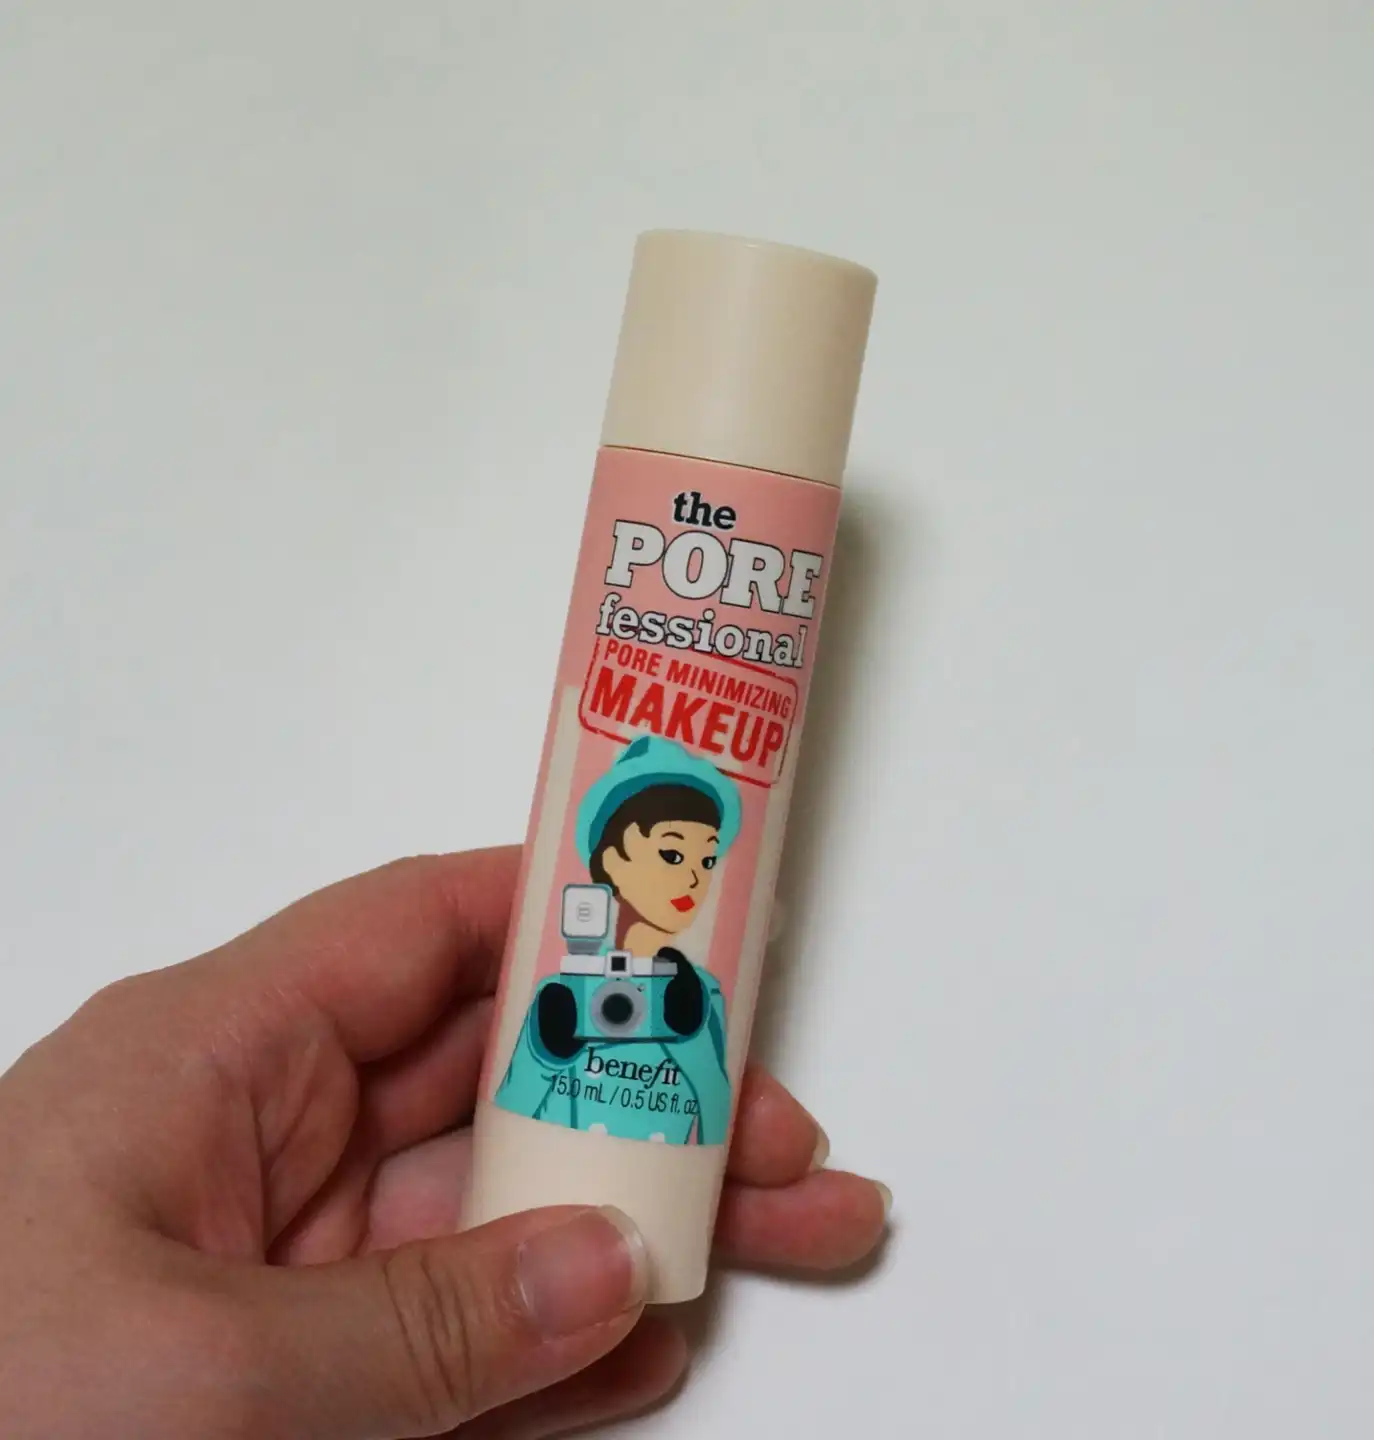 the
PORE
fessional
PORE MINIMIZING
MAKEUP
benefit
15.0 mL / 0.5 US fl. oz